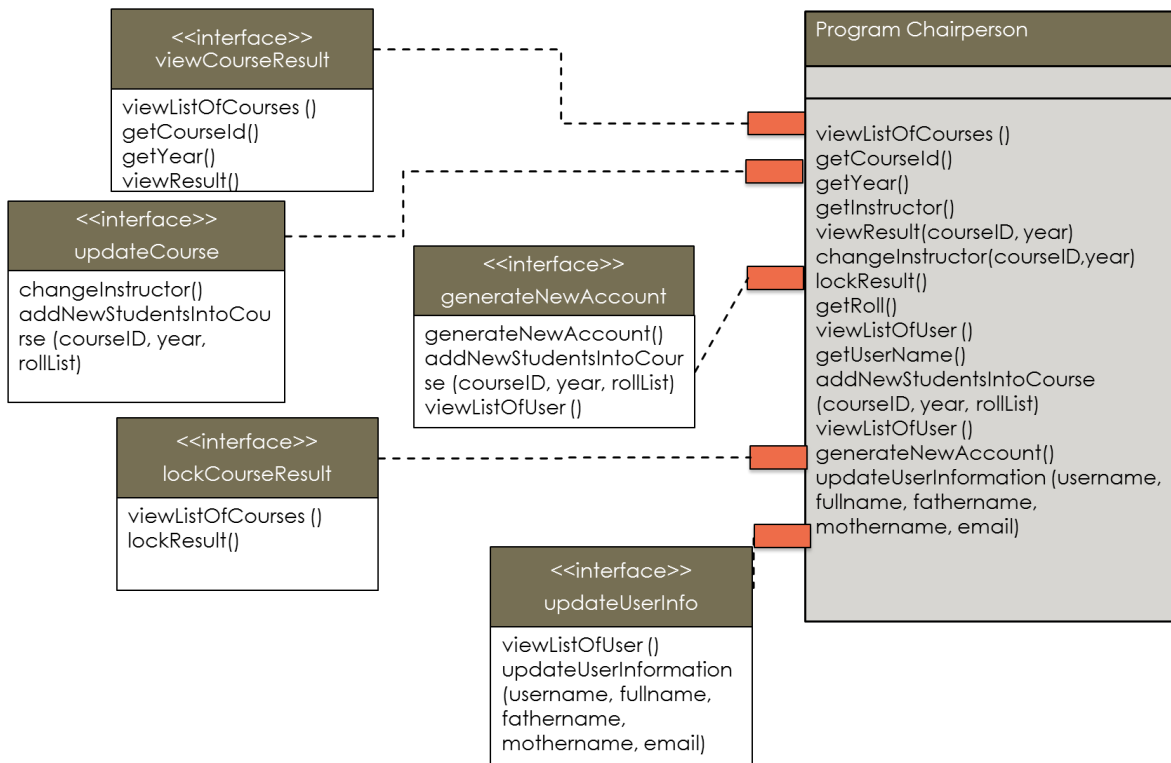 <<interface>>
viewCourseResult
viewListOfCourses ()
getCourseId()
getYear()
viewResult()
<<interface>>
updateCourse
changeInstructor()
addNewStudentsIntoCou
rse (courseID, year,
rollList)
<<interface>>
generateNewAccount
generateNewAccount()
addNewStudentsIntoCour
se (courseID, year, rollList)
viewListOfUser ()
<<interface>>
lockCourseResult
viewListOfCourses ()
lockResult()
<<interface>>
updateUserInfo
viewListOfUser ()
updateUserInformation
(username, fullname,
fathername,
mothername, email)
Program Chairperson
viewListOfCourses ()
getCourseId()
getYear()
getInstructor()
viewResult(courseID, year)
changeInstructor(courseID,year)
lockResult()
getRoll()
viewListOfUser ()
getUserName()
addNewStudentsIntoCourse
(courseID, year, rollList)
viewListOfUser ()
generateNewAccount()
updateUserInformation (username,
fullname, fathername,
mothername, email)